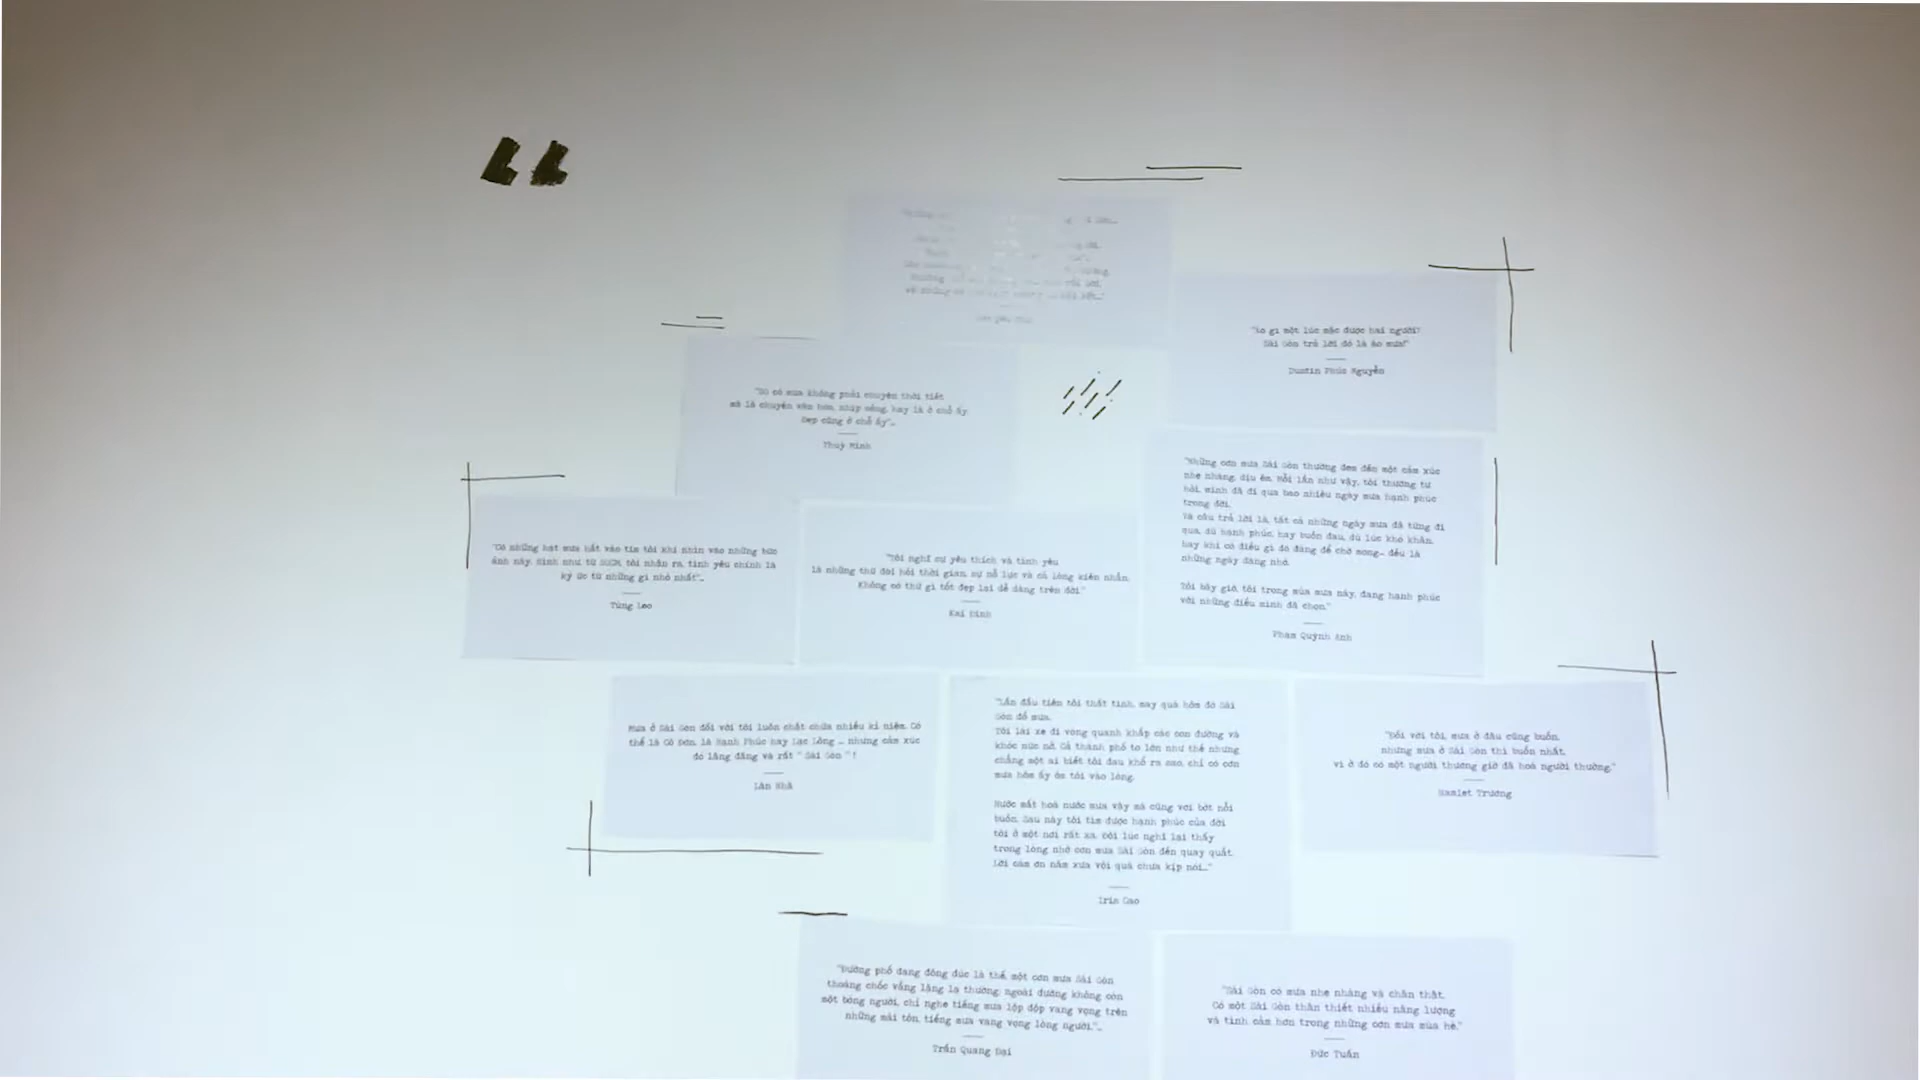 "Áo gì một lúc mặc được hai người?
Sài Gòn trả lời đó là áo mưa!"
Dustin Phúc Nguyễn
có mưa không phải chuyện thời tiết
mà là chuyện văn hoá, nhịp sống, hay là ở chỗ ấy
Đẹp cũng ở chỗ ấy"...
Thuỳ Minh
"Những cơn mưa Sài Gòn thường đem đến một cảm xúc
nhẹ nhàng, dịu êm, mỗi lần như vậy, tôi thường tự
hỏi, mình đã đi qua bao nhiêu ngày mưa hạnh phúc
trong đời.
Và câu trả lời là, tất cả những ngày mưa đã từng đi
qua, dù hạnh phúc, hay buồn đau, dù lúc khó khăn,
hay khi có điều gì đó đáng để chờ mong... đều là
những ngày đáng nhớ.
Tôi bây giờ, tôi trong mùa mưa này, đang hạnh phúc
với những điều mình đã chọn."
Phạm Quỳnh Anh
"Có những hạt mưa hắt vào tim tôi khi nhìn vào những bức
ảnh này. Hình như từ tôi nhận ra, tình yêu chính là
ký ức từ những gì nhỏ nhất"...
Tùng Leo
"Tôi nghĩ sự yêu thích và tình yêu
là những thứ đòi hỏi thời gian, sự nỗ lực và cả lòng kiên nhẫn.
Không có thứ gì tốt đẹp lại dễ dàng trên đời."
Kai Đinh
Mưa ở Sài Gòn đối với tôi luôn chất chứa nhiều kỉ niệm. Có
thể là Cô Đơn, là Hạnh Phúc hay Lạc Lõng ... nhưng cảm xúc
đó lãng đãng và rất " Sài Gòn " !
Lân Nhã
"Lần đầu tiên tôi thất tình, may quá hôm đó Sài
Gòn đổ mưa.
Tôi lái xe đi vòng quanh khắp các con đường và
khóc nức nở. Cả thành phố to lớn như thế nhưng
chẳng một ai biết tôi đau khổ ra sao, chỉ có cơn
mưa hôm ấy ôm tôi vào lòng.
Nước mắt hoà nước mưa vậy mà cũng vơi bớt nỗi
buồn. Sau này tôi tìm được hạnh phúc của đời
tôi ở một nơi rất xa, đôi lúc nghĩ lại thấy
trong lòng nhớ cơn mưa Sài Gòn đến quay quắt.
Lời cảm ơn năm xưa vội quá chưa kịp nói..."
Iris Cao
"Đối với tôi, mưa ở đâu cũng buồn,
nhưng mưa ở Sài Gòn thì buồn nhất,
vì ở đó có một người thương giờ đã hoá người thường."
Hamlet Trương
"Đường phố đang đông đúc là thế, một cơn mưa Sài Gòn
thoáng chốc vắng lặng lạ thường, ngoài đường không còn
một bóng người, chỉ nghe tiếng mưa lộp độp vang vọng trên
những mái tôn, tiếng mưa vang vọng lòng người."...
Trần Quang Đại
"Sài Gòn có mưa nhẹ nhàng và chân thật.
Có một Sài Gòn thân thiết nhiều năng lượng
và tình cảm hơn trong những cơn mưa mùa hè."
Đức Tuấn